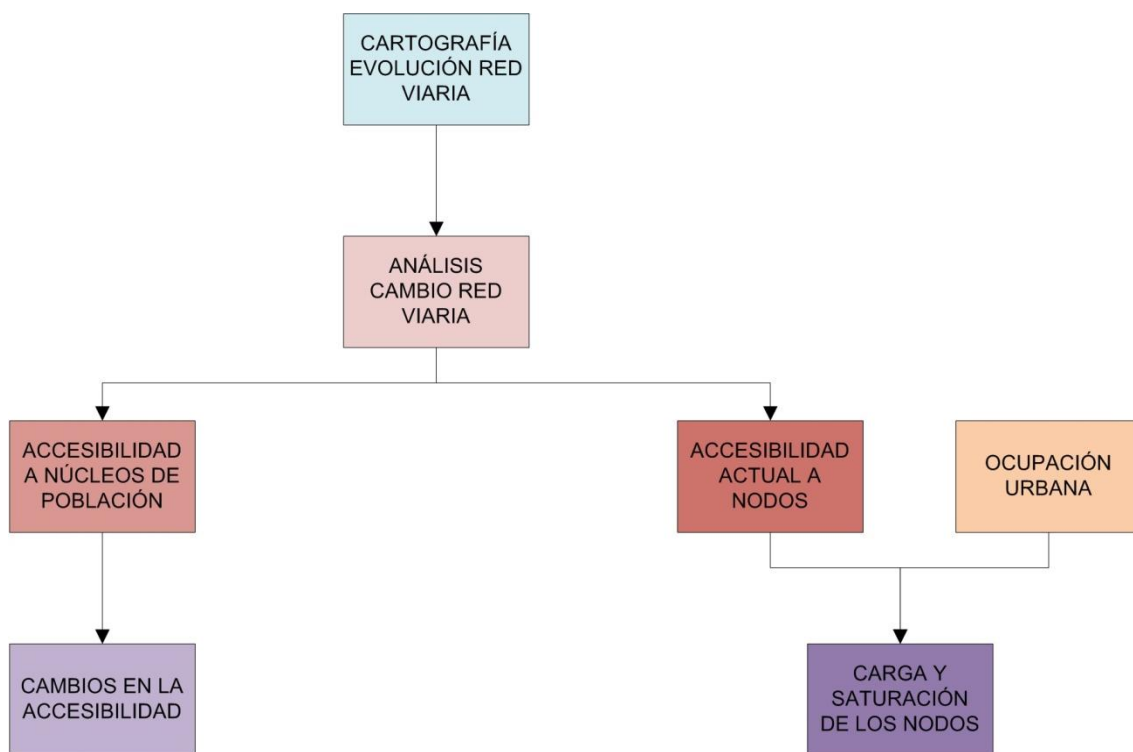 CARTOGRAFÍA
EVOLUCIÓN RED
VIARIA
ANÁLISIS
CAMBIO RED
VIARIA
ACCESIBILIDAD
A NÚCLEOS DE
POBLACIÓN
ACCESIBILIDAD
ACTUAL A
NODOS
OCUPACIÓN
URBANA
CAMBIOS EN LA
ACCESIBILIDAD
CARGA Y
SATURACIÓN
DE LOS NODOS